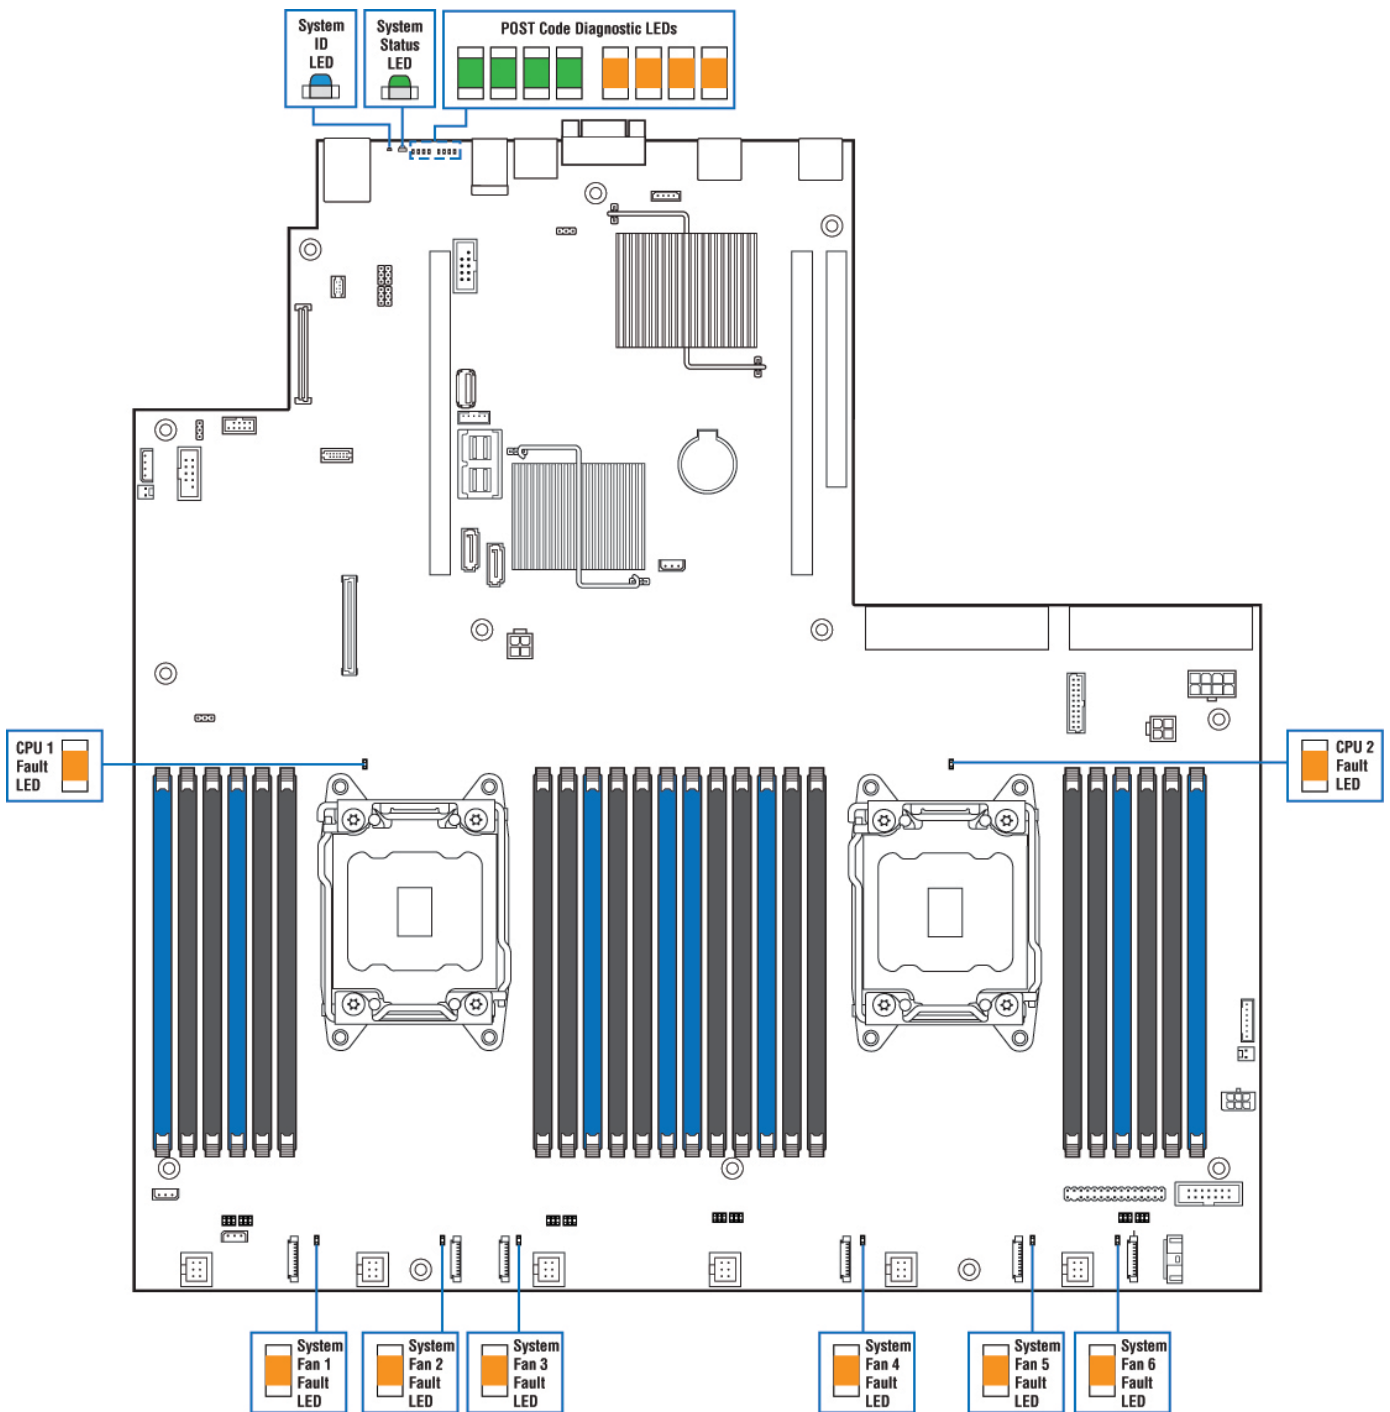 System
ID
LED
System
Status
LED
POST Code Diagnostic LEDs
CPU 1
Fault
LED
CPU 2
Fault
LED
System
Fan 1
Fault
LED
System
Fan 2
Fault
LED
System
Fan 3
Fault
LED
System
Fan 4
Fault
LED
System
Fan 5
Fault
LED
System
Fan 6
Fault
LED